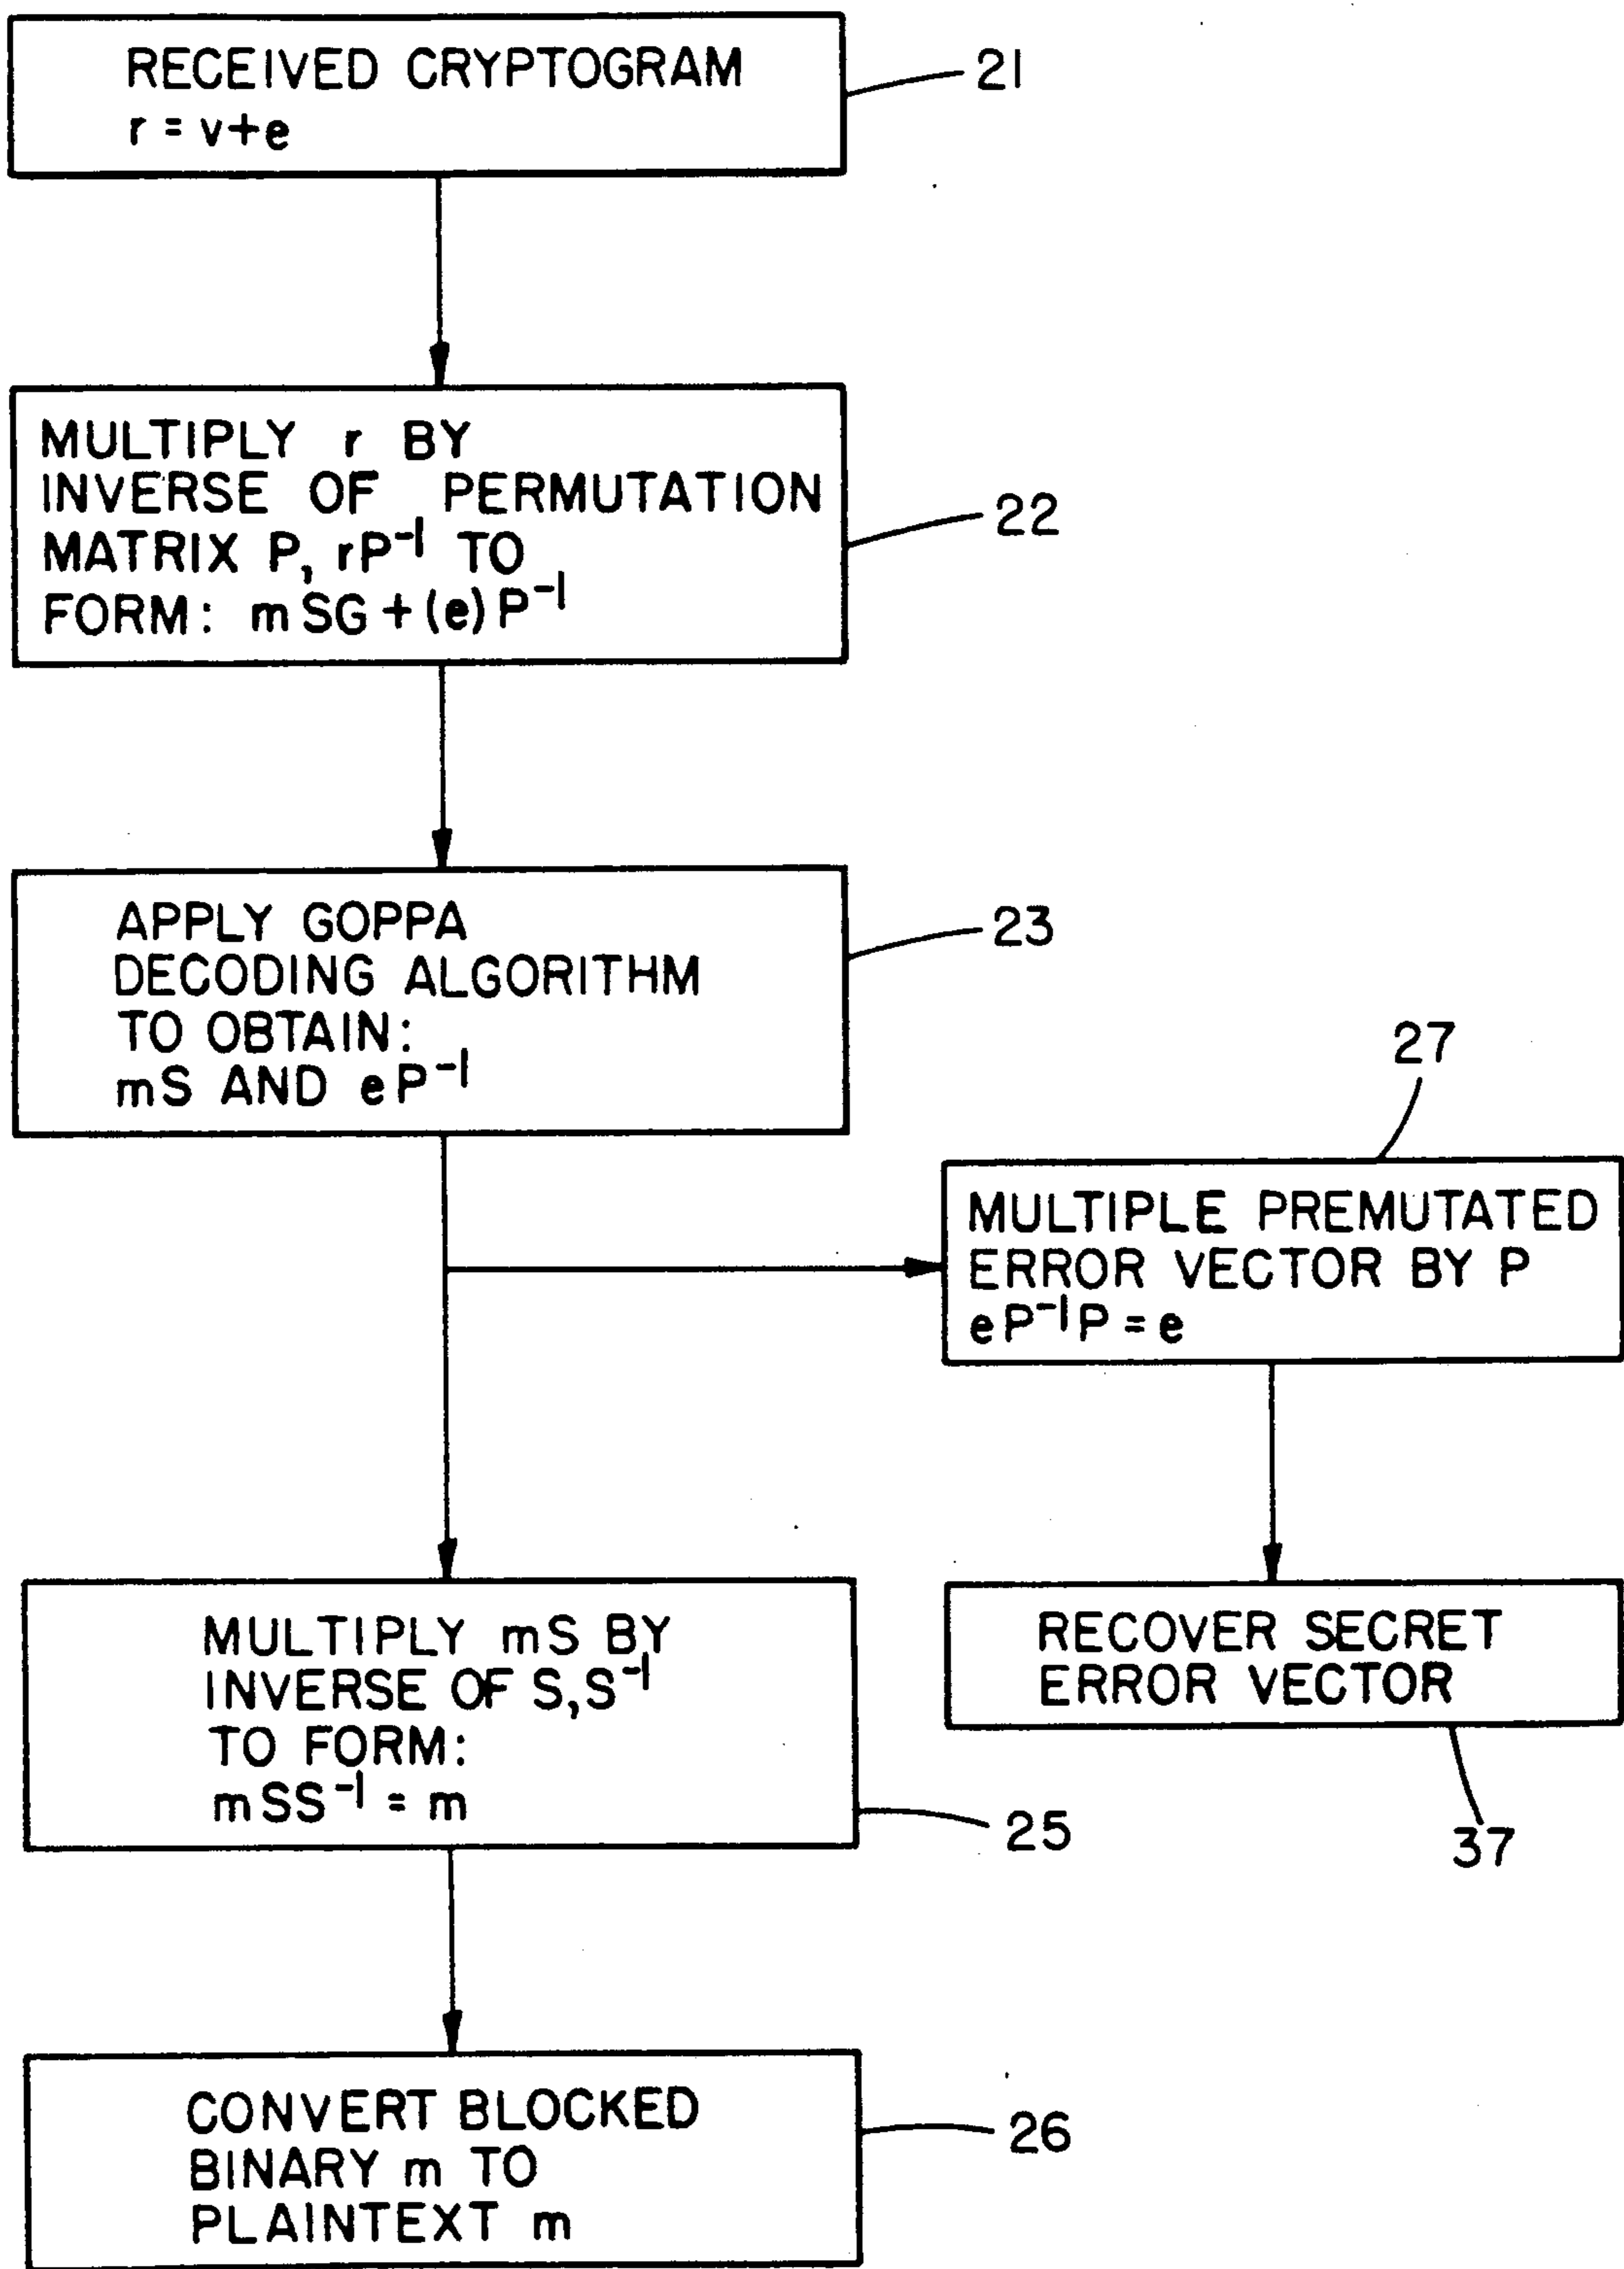 RECEIVED CRYPTOGRAM
r = v+e
21
MULTIPLY r BY
INVERSE OF PERMUTATION
MATRIX P, rP⁻¹ TO
FORM: mSG+(e)P⁻¹
22
APPLY GOPPA
DECODING ALGORITHM
TO OBTAIN:
mS AND eP⁻¹
23
27
MULTIPLE PREMUTATED
ERROR VECTOR BY P
eP⁻¹P = e
MULTIPLY mS BY
INVERSE OF S, S⁻¹
TO FORM:
mSS⁻¹ = m
25
RECOVER SECRET
ERROR VECTOR
37
CONVERT BLOCKED
BINARY m TO
PLAINTEXT m
26